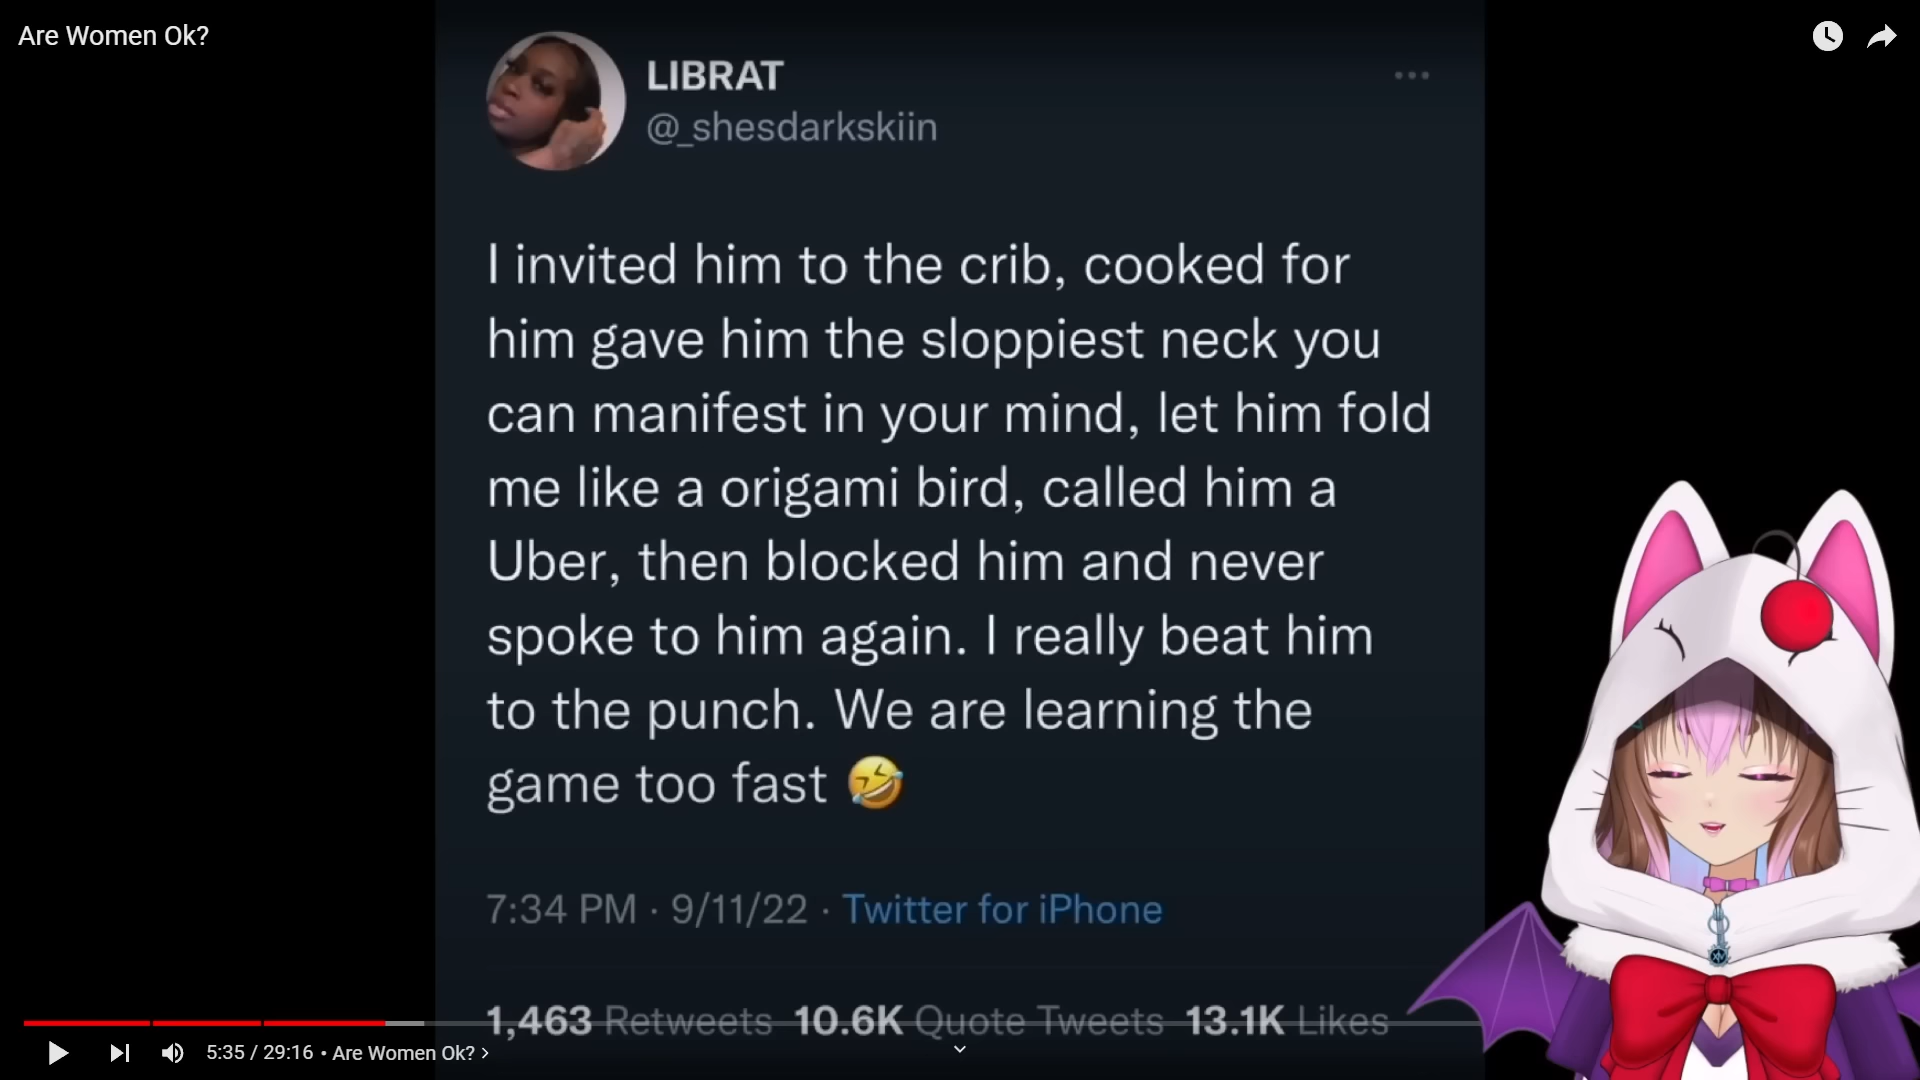 Are Women Ok?
LIBRAT
@_shesdarkskiin
I invited him to the crib, cooked for
him gave him the sloppiest neck you
can manifest in your mind, let him fold
me like a origami bird, called him a
Uber, then blocked him and never
spoke to him again. I really beat him
to the punch. We are learning the
game too fast 🤣
7:34 PM · 9/11/22 · Twitter for iPhone
1,463 Retweets 10.6K Quote Tweets 13.1K Likes
5:35 / 29:16 • Are Women Ok? ›